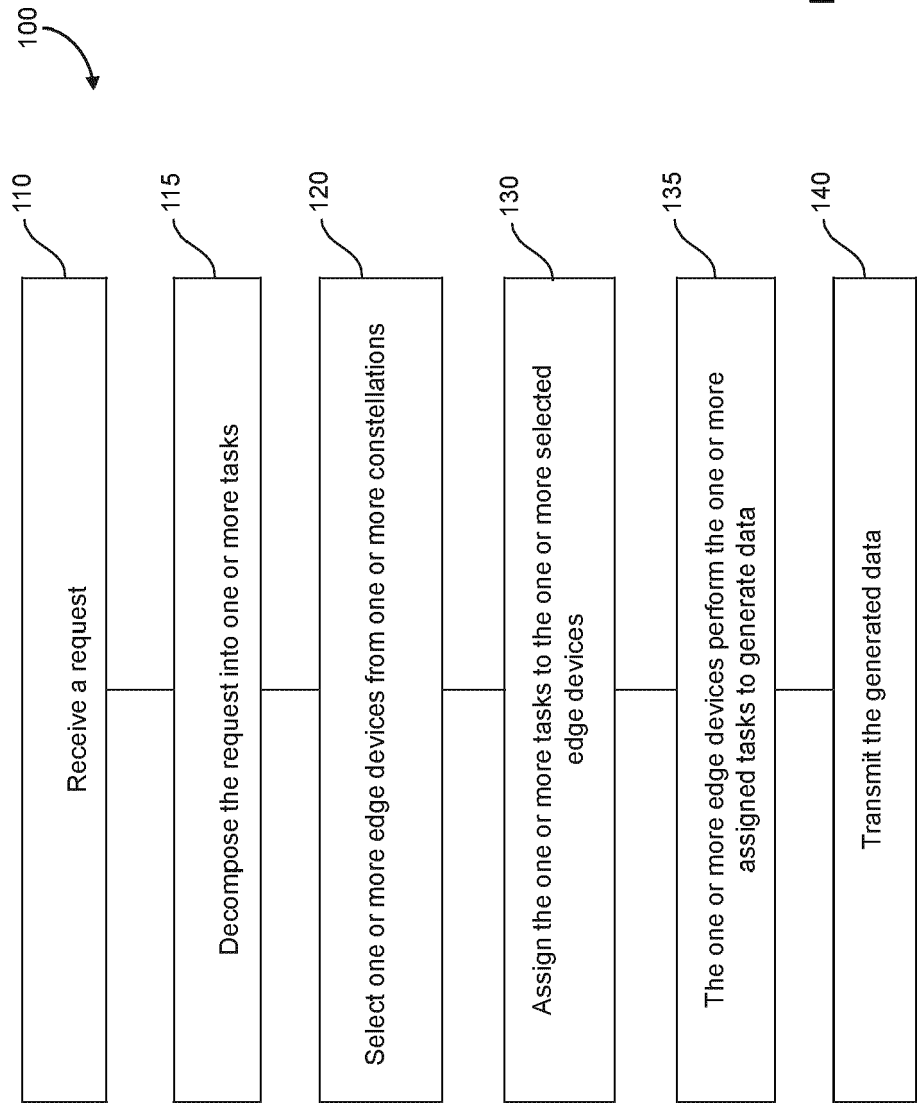 100
110
Receive a request
115
Decompose the request into one or more tasks
120
Select one or more edge devices from one or more constellations
130
Assign the one or more tasks to the one or more selected
edge devices
135
The one or more edge devices perform the one or more
assigned tasks to generate data
140
Transmit the generated data